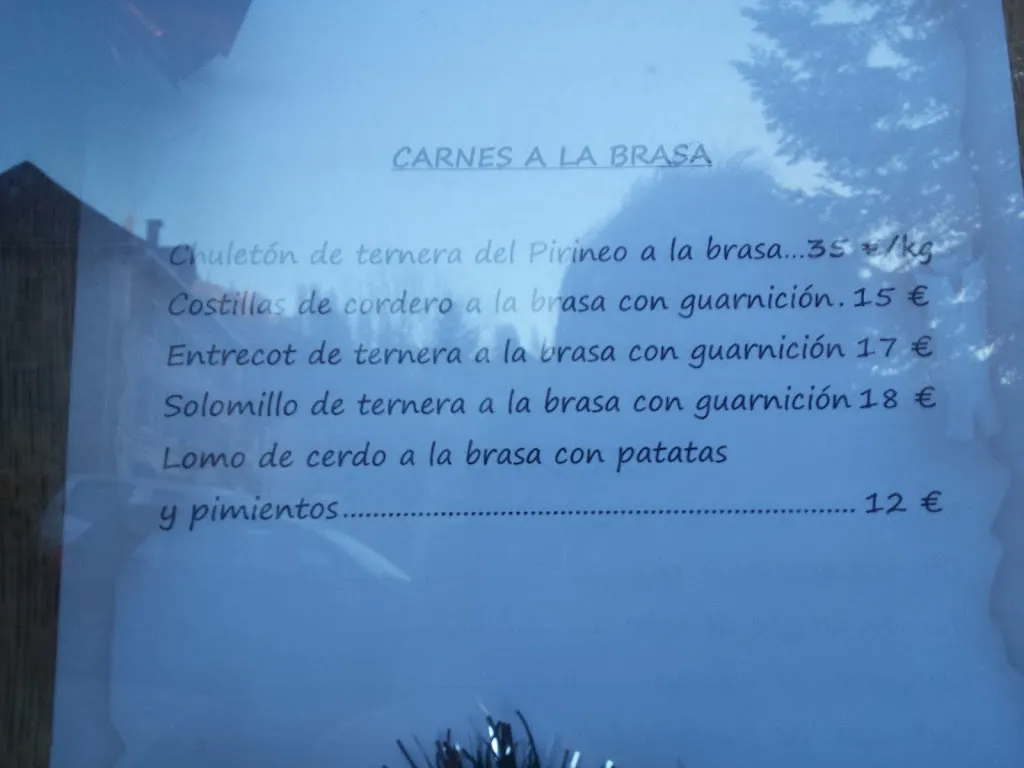 CARNES A LA BRASA
Chuletón de ternera del Pirineo a la brasa...35 €/kg
Costillas de cordero a la brasa con guarnición. 15 €
Entrecot de ternera a la brasa con guarnición 17 €
Solomillo de ternera a la brasa con guarnición 18 €
Lomo de cerdo a la brasa con patatas
y pimientos..................................................................... 12 €